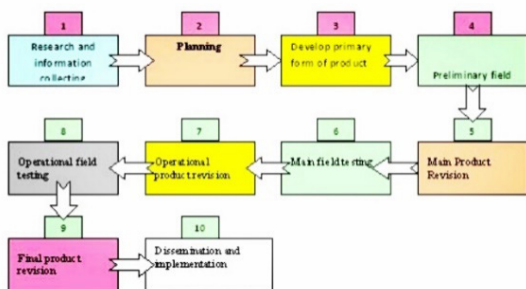 1
2
3
4
Research and
information
collecting
Planning
Develop primary
form of product
Preliminary field
8
7
6
5
Operational field
testing
Operational
product revision
Main field testing
Main Product
Revision
9
10
Final product
revision
Dissemination and
implementation